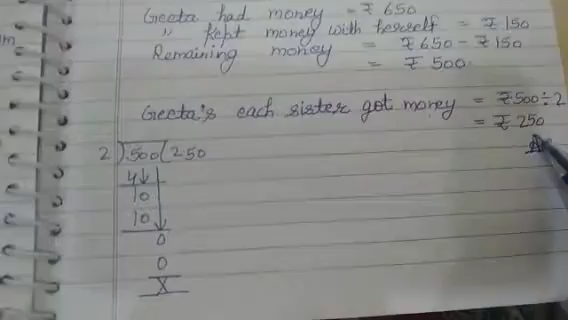 Geeta had money = ₹ 650
" kept money with herself = ₹ 150
Remaining money = ₹ 650 - ₹ 150
= ₹ 500.
Geeta's each sister got money = ₹ 500 ÷ 2
= ₹ 250
2)500(250
4↓
10
10
0
0
X